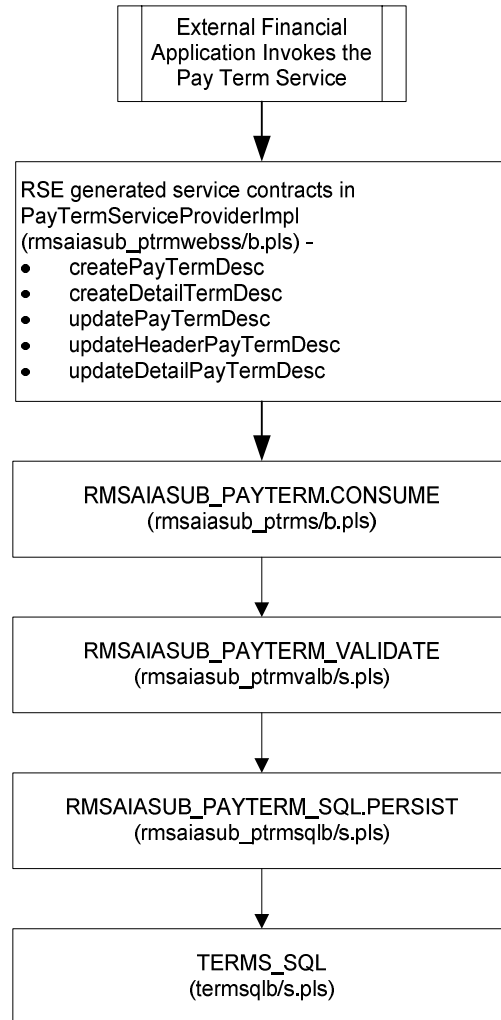 External Financial
Application Invokes the
Pay Term Service
RSE generated service contracts in
PayTermServiceProviderImpl
(rmsaiasub_ptrmwebss/b.pls) -
• createPayTermDesc
• createDetailTermDesc
• updatePayTermDesc
• updateHeaderPayTermDesc
• updateDetailPayTermDesc
RMSAIASUB_PAYTERM.CONSUME
(rmsaiasub_ptrms/b.pls)
RMSAIASUB_PAYTERM_VALIDATE
(rmsaiasub_ptrmvalb/s.pls)
RMSAIASUB_PAYTERM_SQL.PERSIST
(rmsaiasub_ptrmsqlb/s.pls)
TERMS_SQL
(termsqlb/s.pls)